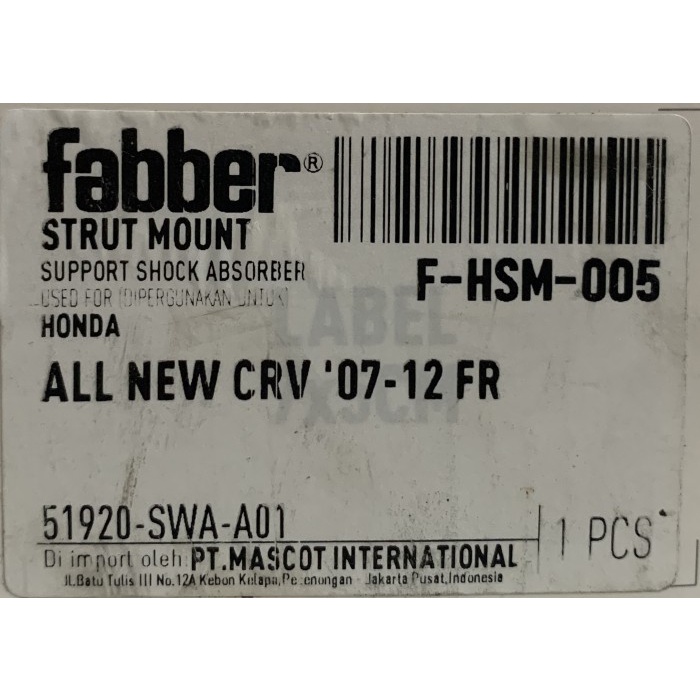 fabber®
STRUT MOUNT
SUPPORT SHOCK ABSORBER
USED FOR (DIPERGUNAKAN UNTUK)
HONDA
F-HSM-005
LABEL
ALL NEW CRV '07-12 FR
7X5CM
51920-SWA-A01
1 PCS
Di import oleh: PT.MASCOT INTERNATIONAL
Jl.Batu Tulis III No.12A Kebon Kelapa, - Jakarta Pusat,Indonesia